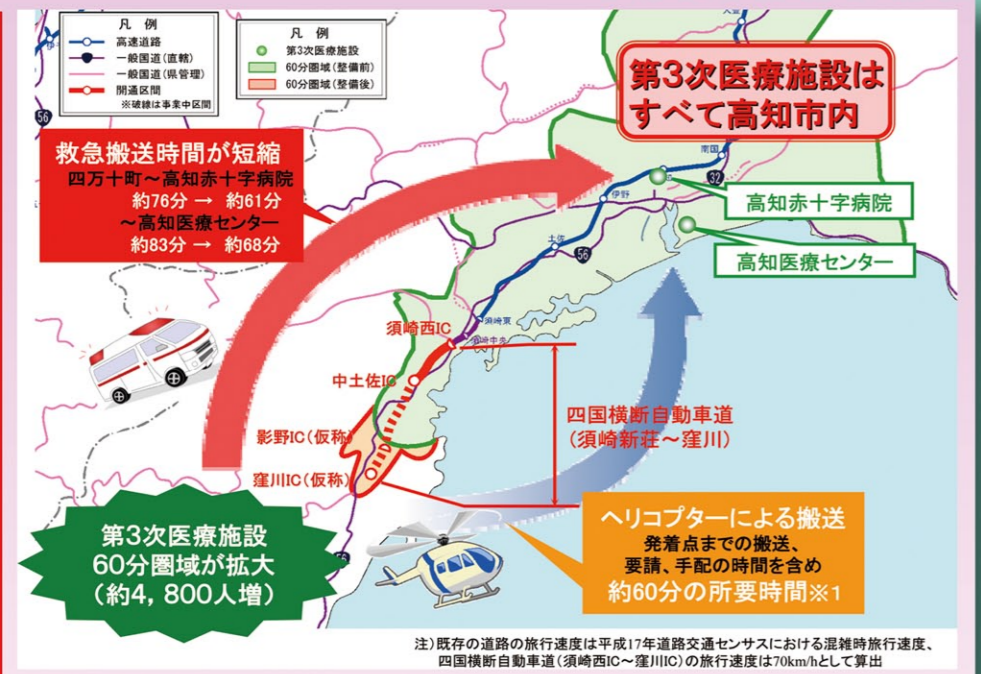 凡 例
高速道路
一般国道(直轄)
一般国道(県管理)
開通区間
※破線は事業中区間
凡 例
第3次医療施設
60分圏域(整備前)
60分圏域(整備後)
第3次医療施設は
すべて高知市内
救急搬送時間が短縮
四万十町～高知赤十字病院
約76分 → 約61分
～高知医療センター
約83分 → 約68分
56
南国
32
伊野
高知赤十字病院
土佐
56
高知医療センター
須崎東
須崎西IC
須崎中央
中土佐IC
四国横断自動車道
(須崎新荘～窪川)
影野IC(仮称)
窪川IC(仮称)
第3次医療施設
60分圏域が拡大
(約4,800人増)
56
ヘリコプターによる搬送
発着点までの搬送、
要請、手配の時間を含め
約60分の所要時間※1
注)既存の道路の旅行速度は平成17年道路交通センサスにおける混雑時旅行速度、
四国横断自動車道(須崎西IC～窪川IC)の旅行速度は70km/hとして算出